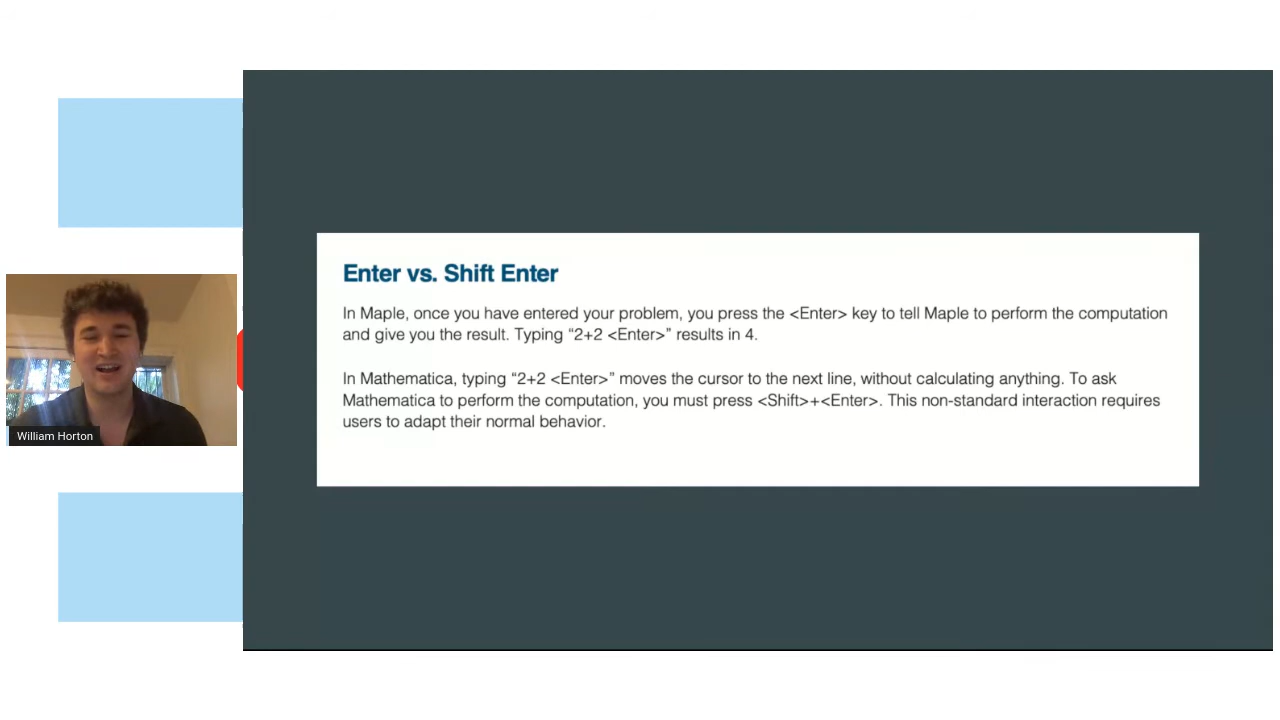 Enter vs. Shift Enter
In Maple, once you have entered your problem, you press the <Enter> key to tell Maple to perform the computation
and give you the result. Typing “2+2 <Enter>” results in 4.
In Mathematica, typing “2+2 <Enter>” moves the cursor to the next line, without calculating anything. To ask
Mathematica to perform the computation, you must press <Shift>+<Enter>. This non-standard interaction requires
users to adapt their normal behavior.
William Horton